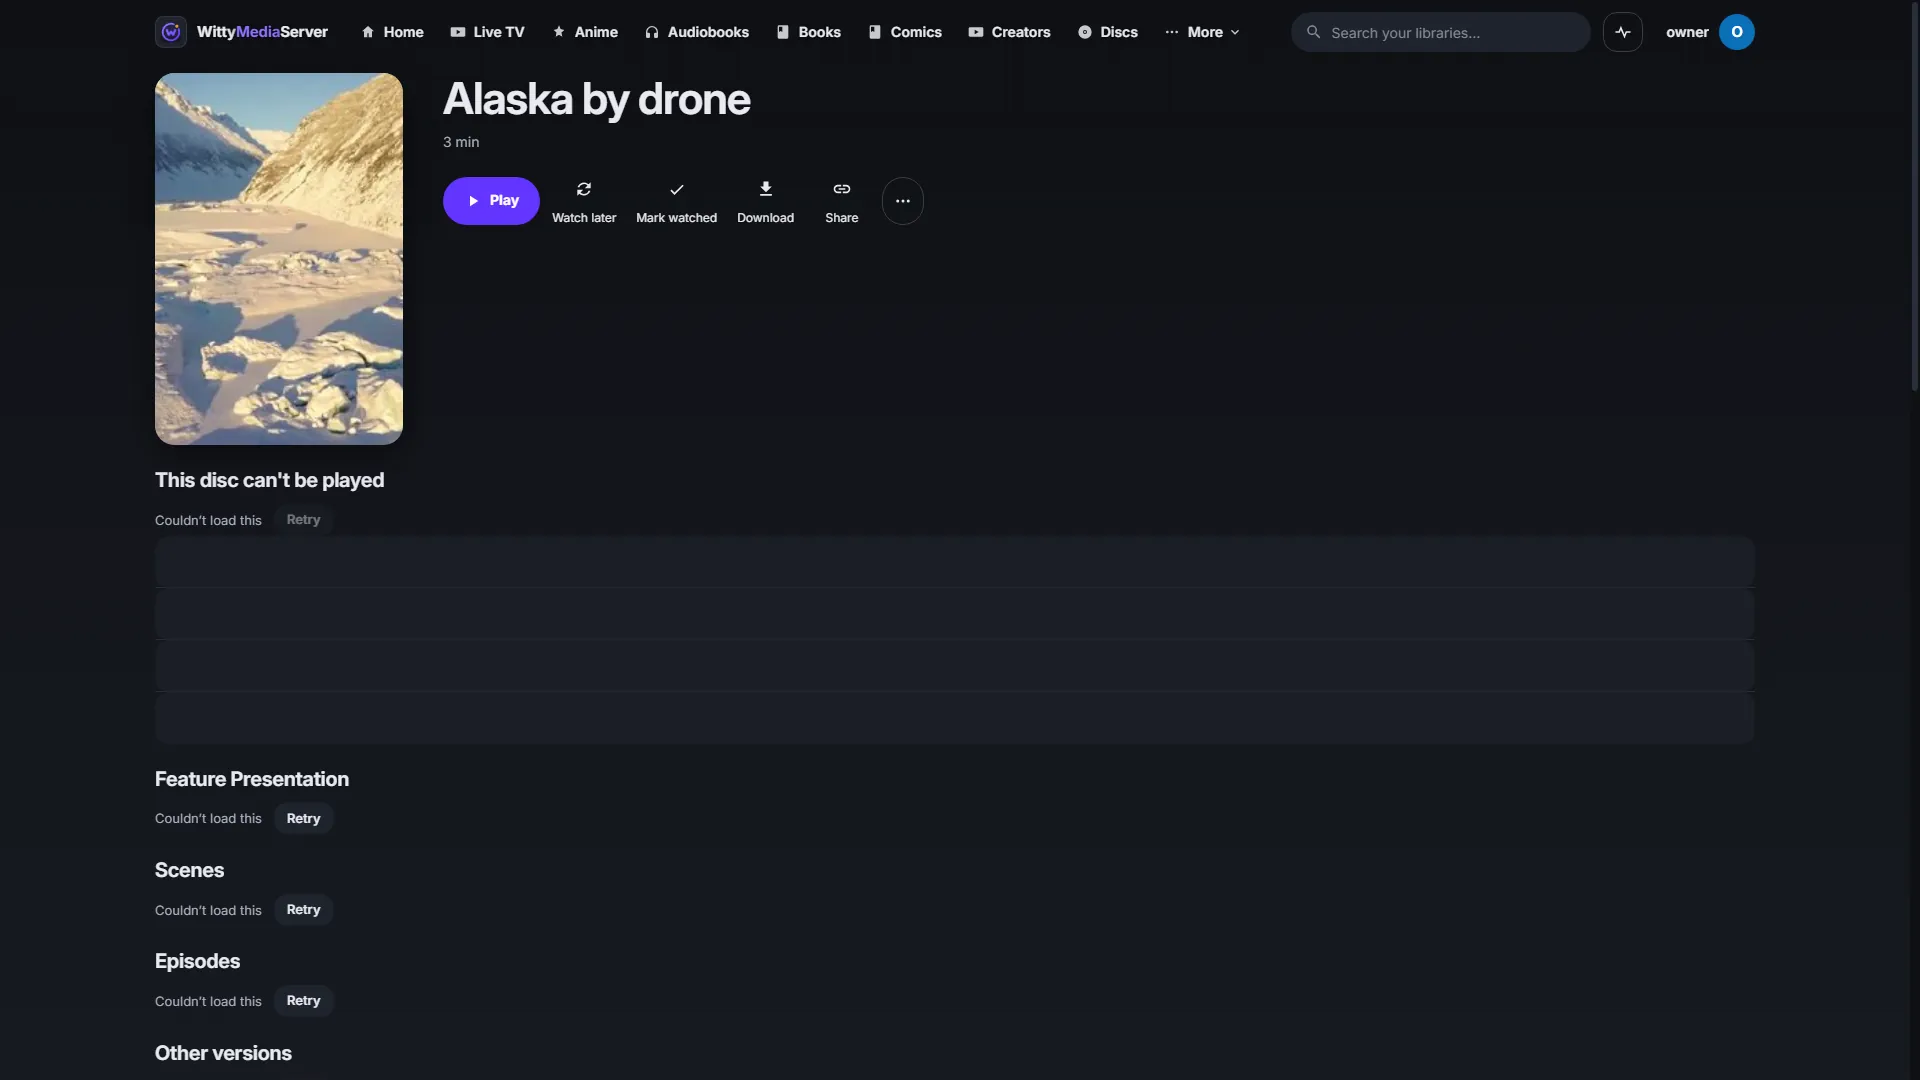 WittyMediaServer
Home
Live TV
Anime
Audiobooks
Books
Comics
Creators
Discs
More
Search your libraries...
owner
O
Alaska by drone
3 min
Play
Watch later
Mark watched
Download
Share
This disc can't be played
Couldn't load this
Retry
Feature Presentation
Couldn't load this
Retry
Scenes
Couldn't load this
Retry
Episodes
Couldn't load this
Retry
Other versions